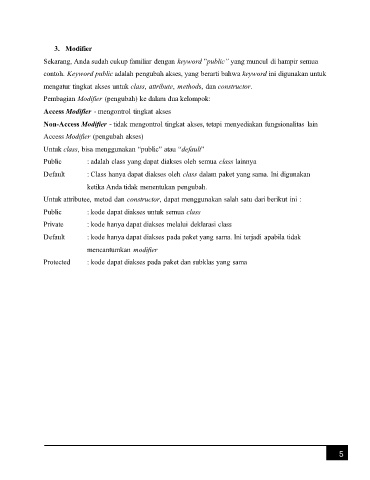 3. Modifier
Sekarang, Anda sudah cukup familiar dengan keyword "public" yang muncul di hampir semua
contoh. Keyword public adalah pengubah akses, yang berarti bahwa keyword ini digunakan untuk
mengatur tingkat akses untuk class, attribute, methods, dan constructor.
Pembagian Modifier (pengubah) ke dalam dua kelompok:
Access Modifier - mengontrol tingkat akses
Non-Access Modifier - tidak mengontrol tingkat akses, tetapi menyediakan fungsionalitas lain
Access Modifier (pengubah akses)
Untuk class, bisa menggunakan "public" atau "default"
Public : adalah class yang dapat diakses oleh semua class lainnya
Default : Class hanya dapat diakses oleh class dalam paket yang sama. Ini digunakan
ketika Anda tidak menentukan pengubah.
Untuk attributee, metod dan constructor, dapat menggunakan salah satu dari berikut ini :
Public : kode dapat diakses untuk semua class
Private : kode hanya dapat diakses melalui deklarasi class
Default : kode hanya dapat diakses pada paket yang sama. Ini terjadi apabila tidak
mencantumkan modifier
Protected : kode dapat diakses pada paket dan subklas yang sama
5